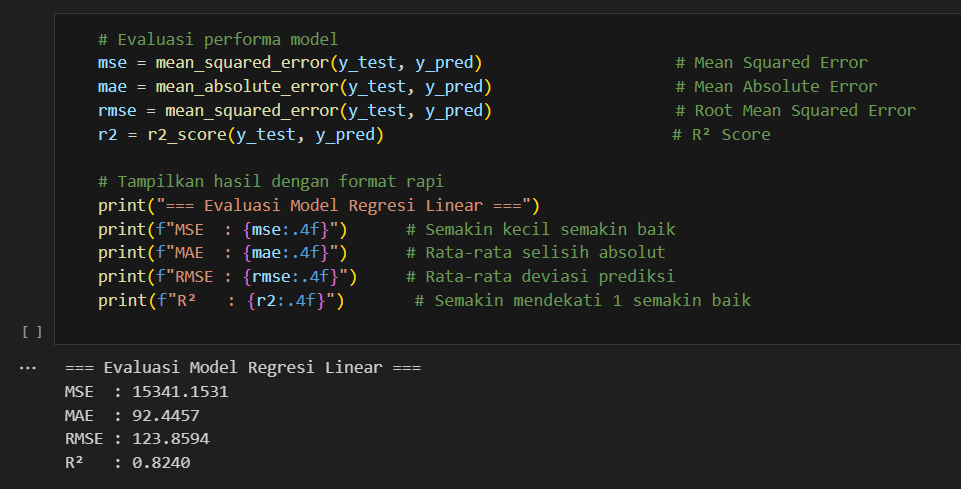 # Evaluasi performa model
mse = mean_squared_error(y_test, y_pred) # Mean Squared Error
mae = mean_absolute_error(y_test, y_pred) # Mean Absolute Error
rmse = mean_squared_error(y_test, y_pred) # Root Mean Squared Error
r2 = r2_score(y_test, y_pred) # R² Score
# Tampilkan hasil dengan format rapi
print("=== Evaluasi Model Regresi Linear ===")
print(f"MSE  : {mse:.4f}") # Semakin kecil semakin baik
print(f"MAE  : {mae:.4f}") # Rata-rata selisih absolut
print(f"RMSE : {rmse:.4f}") # Rata-rata deviasi prediksi
print(f"R²   : {r2:.4f}") # Semakin mendekati 1 semakin baik
[ ]
... === Evaluasi Model Regresi Linear ===
MSE  : 15341.1531
MAE  : 92.4457
RMSE : 123.8594
R²   : 0.8240